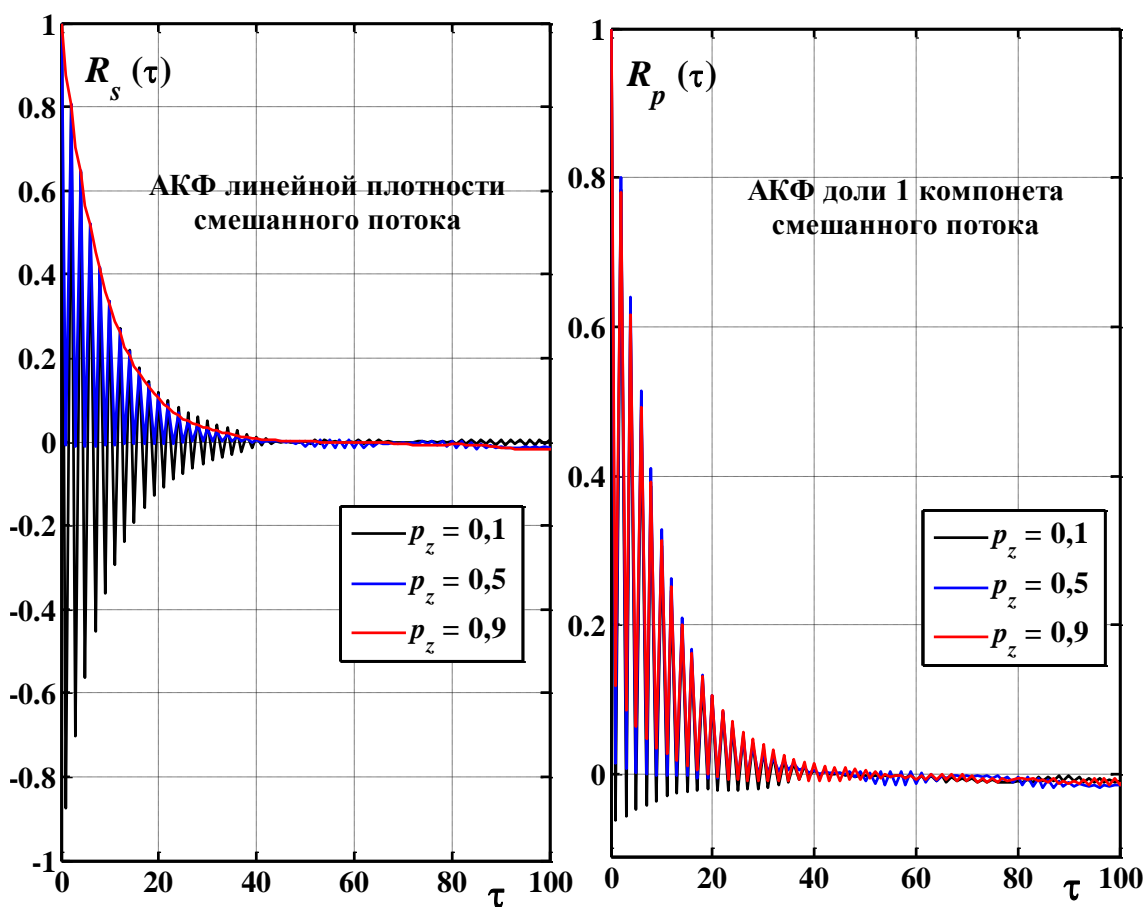 R_s (τ)
АКФ линейной плотности
смешанного потока
1
0.8
0.6
0.4
0.2
0
-0.2
-0.4
-0.6
-0.8
-1
p_z = 0,1
p_z = 0,5
p_z = 0,9
0 20 40 60 80 100
τ
R_p (τ)
АКФ доли 1 компонета
смешанного потока
1
0.8
0.6
0.4
0.2
0
p_z = 0,1
p_z = 0,5
p_z = 0,9
0 20 40 60 80 100
τ